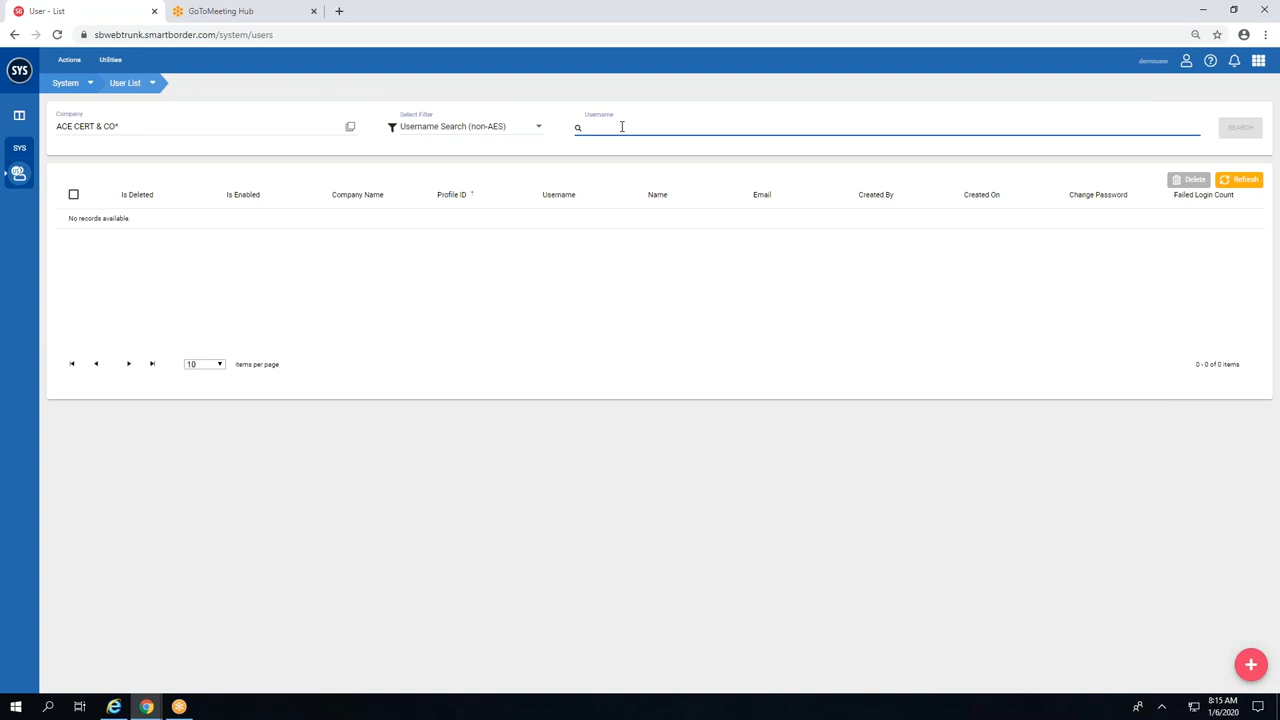 SB User - List
GoToMeeting Hub
sbwebtrunk.smartborder.com/system/users
SYS
Actions Utilities
demouser
System User List
Company
ACE CERT & CO*
Select Filter
Username Search (non-AES)
Username
SEARCH
SYS
Delete Refresh
Is Deleted Is Enabled Company Name Profile ID Username Name Email Created By Created On Change Password Failed Login Count
No records available.
10 items per page
0 - 0 of 0 items
8:15 AM
1/6/2020